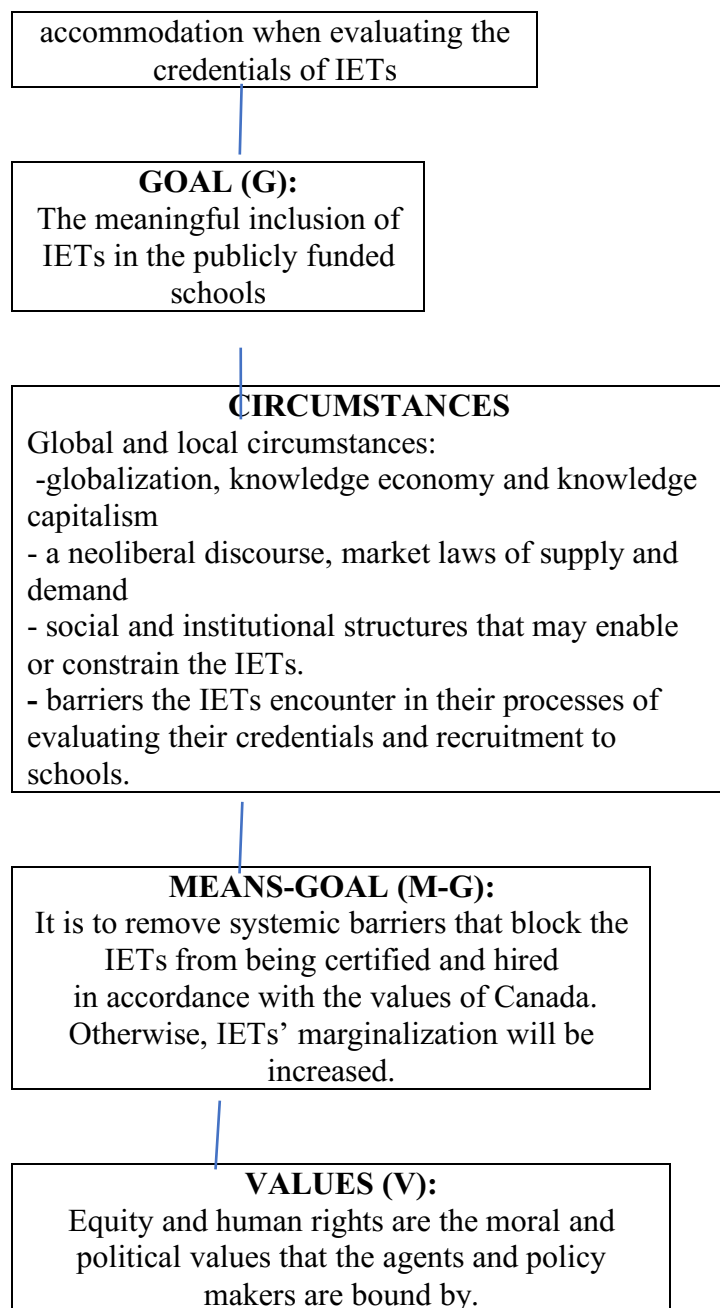 accommodation when evaluating the
credentials of IETs
GOAL (G):
The meaningful inclusion of
IETs in the publicly funded
schools
CIRCUMSTANCES
Global and local circumstances:
-globalization, knowledge economy and knowledge
capitalism
- a neoliberal discourse, market laws of supply and
demand
- social and institutional structures that may enable
or constrain the IETs.
- barriers the IETs encounter in their processes of
evaluating their credentials and recruitment to
schools.
MEANS-GOAL (M-G):
It is to remove systemic barriers that block the
IETs from being certified and hired
in accordance with the values of Canada.
Otherwise, IETs’ marginalization will be
increased.
VALUES (V):
Equity and human rights are the moral and
political values that the agents and policy
makers are bound by.